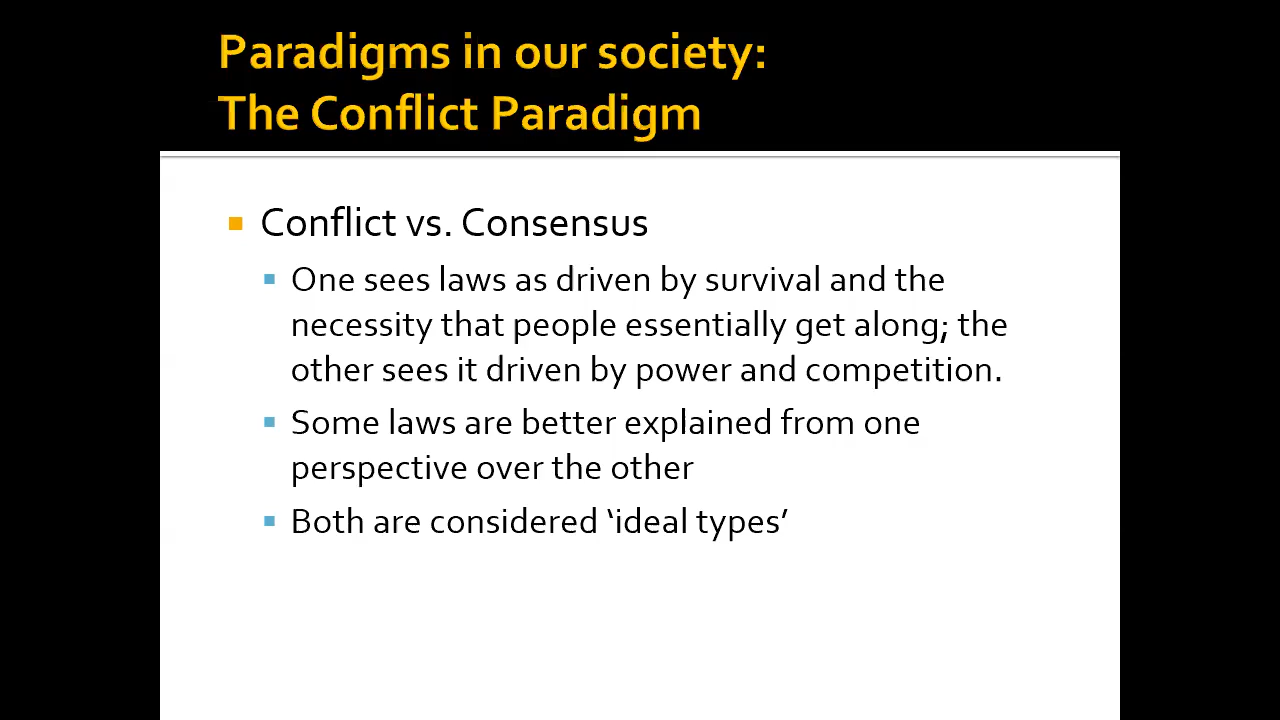 Paradigms in our society:
The Conflict Paradigm
Conflict vs. Consensus
One sees laws as driven by survival and the
necessity that people essentially get along; the
other sees it driven by power and competition.
Some laws are better explained from one
perspective over the other
Both are considered ‘ideal types’